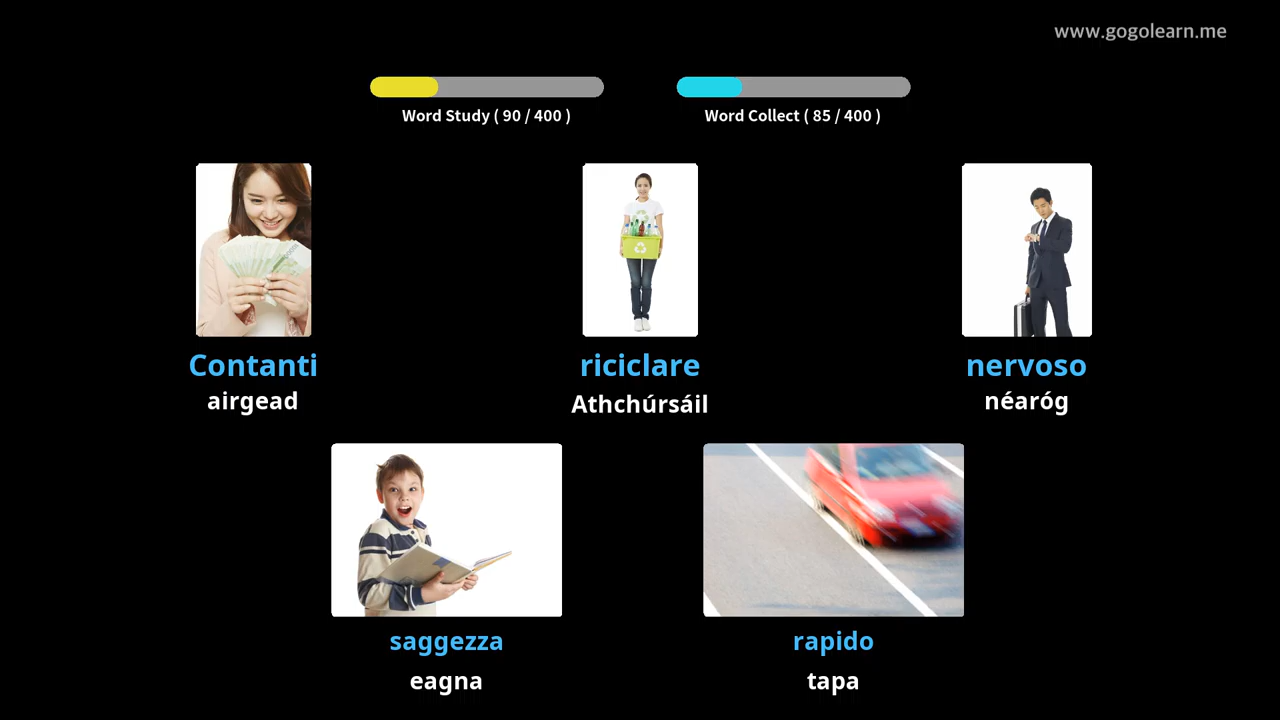 www.gogolearn.me
Word Study ( 90 / 400 )
Word Collect ( 85 / 400 )
Contanti
airgead
riciclare
Athchúrsáil
nervoso
néaróg
saggezza
eagna
rapido
tapa